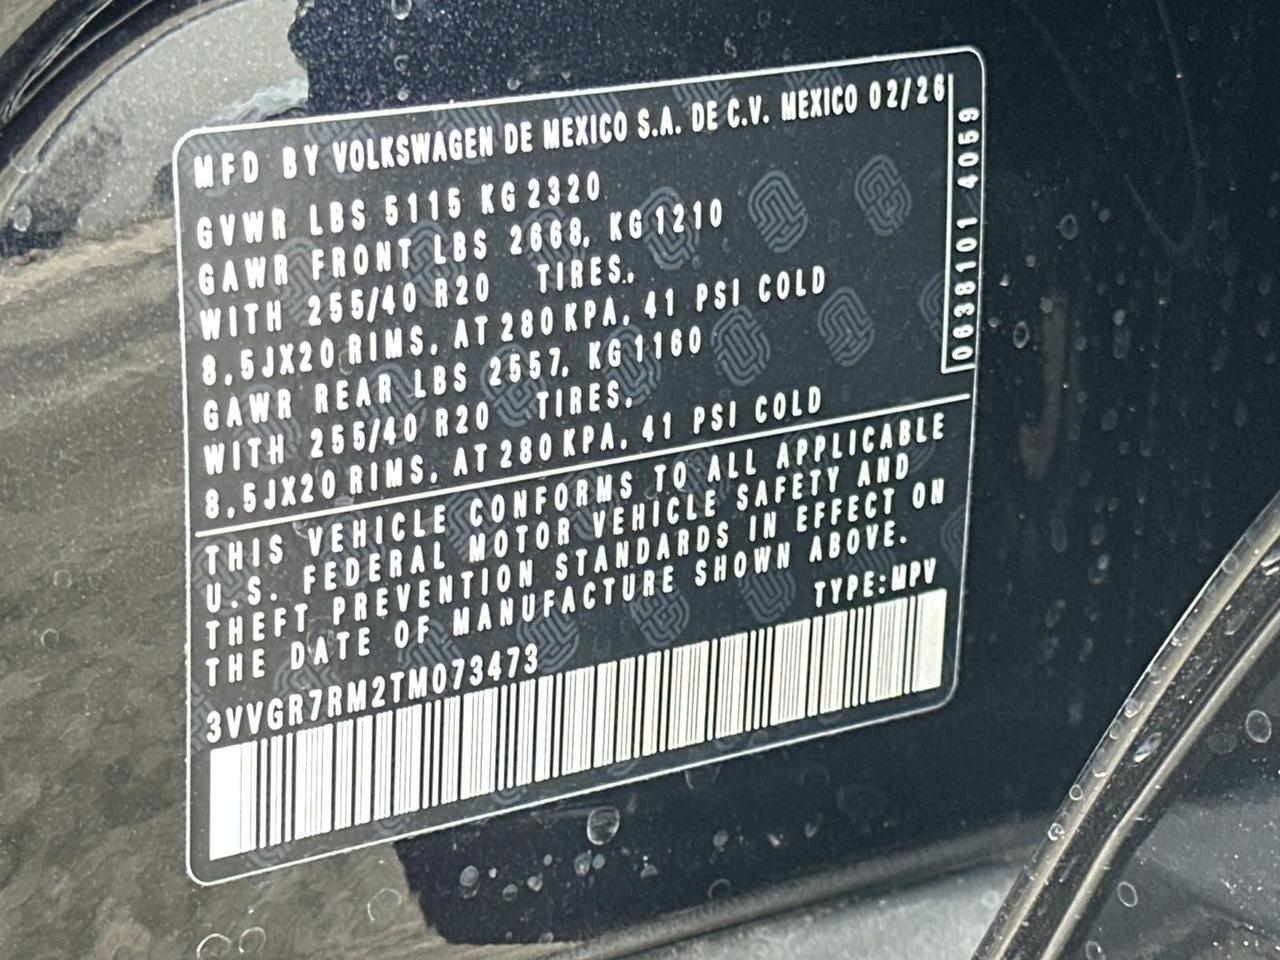 MFD BY VOLKSWAGEN DE MEXICO S.A. DE C.V. MEXICO 02/26
GVWR LBS 5115 KG 2320
GAWR FRONT LBS 2668, KG 1210
WITH 255/40 R20 TIRES,
8,5JX20 RIMS, AT 280 KPA, 41 PSI COLD
GAWR REAR LBS 2557, KG 1160
WITH 255/40 R20 TIRES,
8,5JX20 RIMS, AT 280 KPA, 41 PSI COLD
0638101 4059
THIS VEHICLE CONFORMS TO ALL APPLICABLE
U.S. FEDERAL MOTOR VEHICLE SAFETY AND
THEFT PREVENTION STANDARDS IN EFFECT ON
THE DATE OF MANUFACTURE SHOWN ABOVE.
TYPE:MPV
3VVGR7RM2TM073473